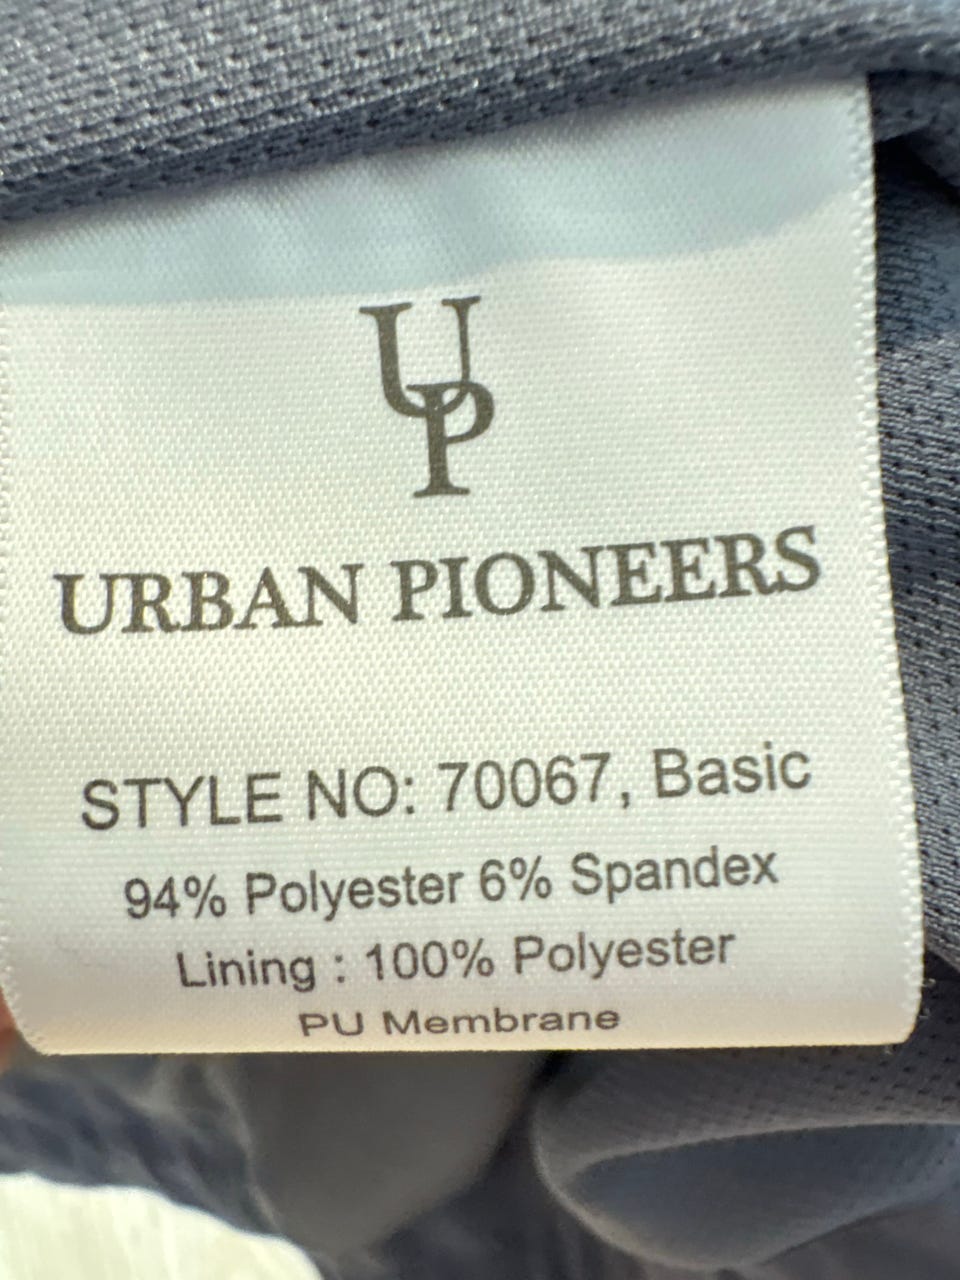 UP
URBAN PIONEERS
STYLE NO: 70067, Basic
94% Polyester 6% Spandex
Lining : 100% Polyester
PU Membrane